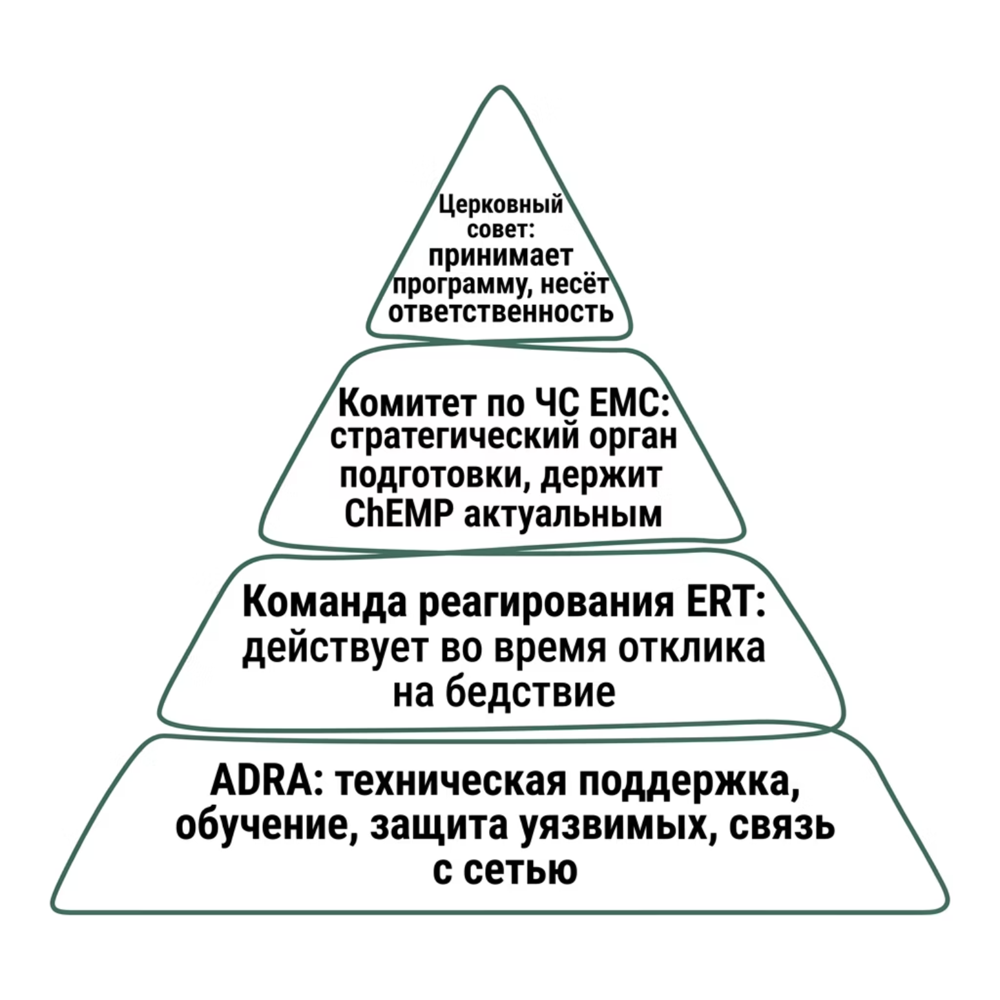 Церковный
совет:
принимает
программу, несёт
ответственность
Комитет по ЧС EMC:
стратегический орган
подготовки, держит
ChEMP актуальным
Команда реагирования ERT:
действует во время отклика
на бедствие
ADRA: техническая поддержка,
обучение, защита уязвимых, связь
с сетью